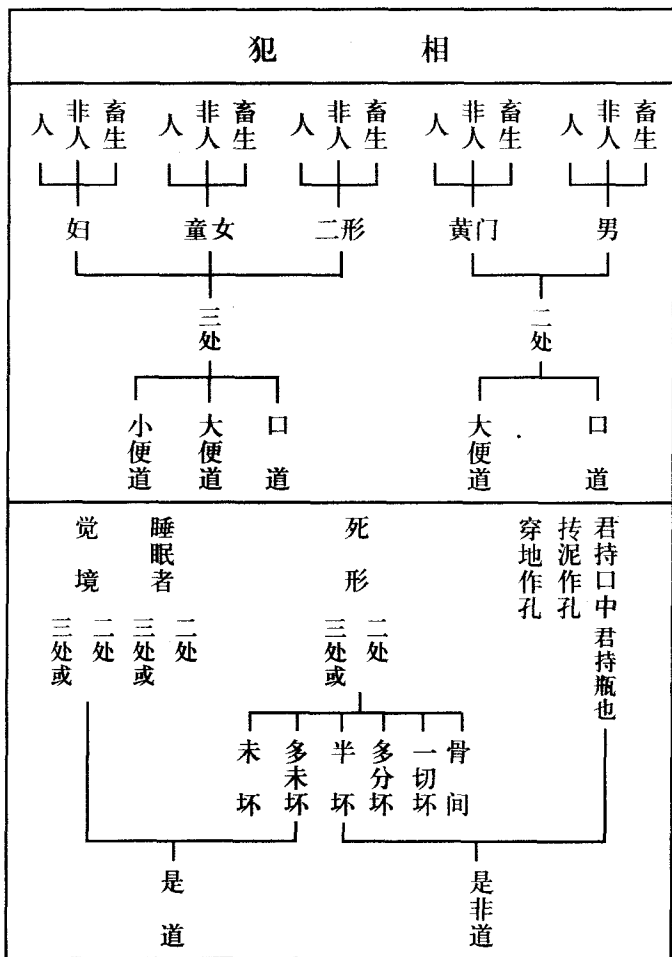 犯 相
人 非人 畜生 人 非人 畜生 人 非人 畜生 人 非人 畜生 人 非人 畜生
妇 童女 二形 黄门 男
三处 二处
小便道 大便道 口道 大便道 口道
觉境 三处或二处
睡眠者 三处或二处
死形 三处或二处
穿地作孔
抟泥作孔
君持口中 君持瓶也
未坏 多未坏 半坏 多分坏 一切坏 骨间
是道 是非道